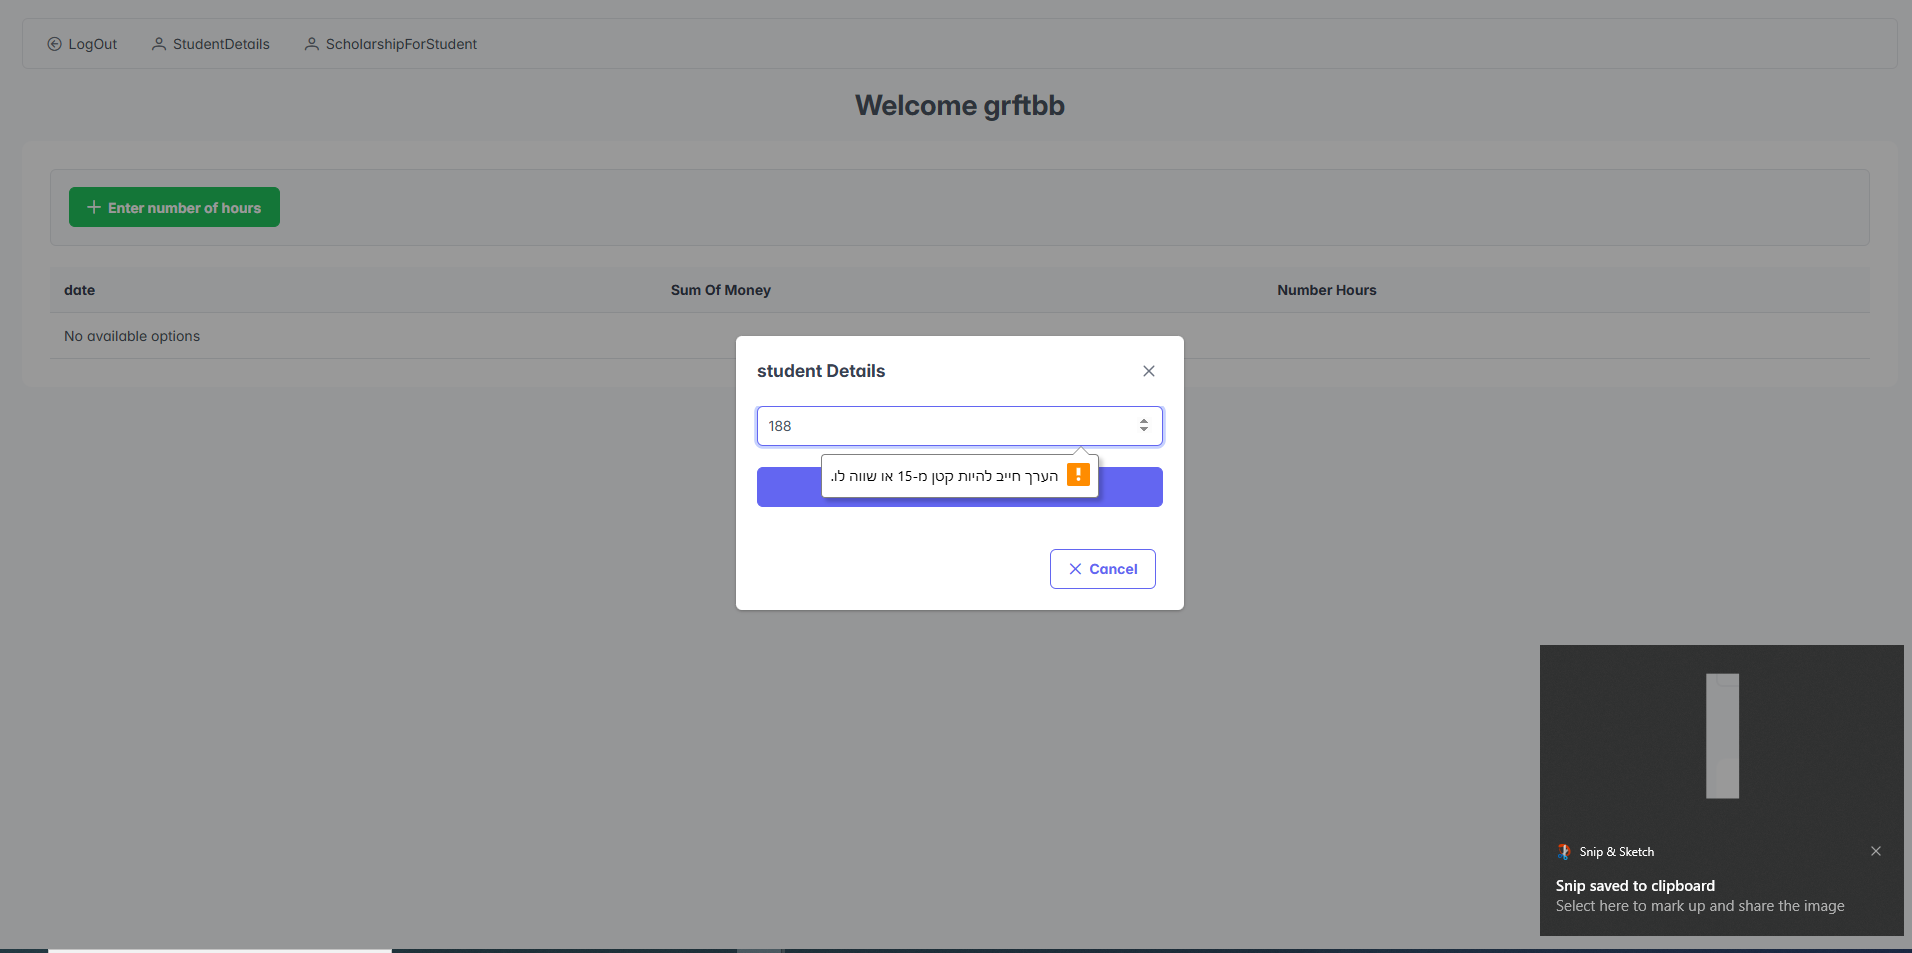 LogOut StudentDetails ScholarshipForStudent
Welcome grftbb
Enter number of hours
date Sum Of Money Number Hours
No available options
student Details
188
הערך חייב להיות קטן מ-15 או שווה לו.
Cancel
Snip & Sketch
Snip saved to clipboard
Select here to mark up and share the image